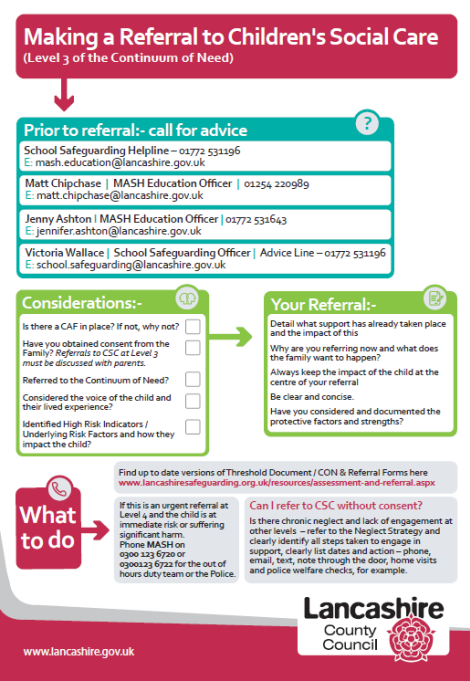 Making a Referral to Children's Social Care
(Level 3 of the Continuum of Need)
Prior to referral:- call for advice
?
School Safeguarding Helpline – 01772 531196
E: mash.education@lancashire.gov.uk
Matt Chipchase | MASH Education Officer | 01254 220989
E: matt.chipchase@lancashire.gov.uk
Jenny Ashton I MASH Education Officer | 01772 531643
E: jennifer.ashton@lancashire.gov.uk
Victoria Wallace | School Safeguarding Officer | Advice Line – 01772 531196
E: school.safeguarding@lancashire.gov.uk
Considerations:-
Is there a CAF in place? If not, why not?
Have you obtained consent from the
Family? Referrals to CSC at Level 3
must be discussed with parents.
Referred to the Continuum of Need?
Considered the voice of the child and
their lived experience?
Identified High Risk Indicators /
Underlying Risk Factors and how they
impact the child?
Your Referral:-
Detail what support has already taken place
and the impact of this
Why are you referring now and what does
the family want to happen?
Always keep the impact of the child at the
centre of your referral
Be clear and concise.
Have you considered and documented the
protective factors and strengths?
Find up to date versions of Threshold Document / CON & Referral Forms here
www.lancashiresafeguarding.org.uk/resources/assessment-and-referral.aspx
What
to do
If this is an urgent referral at
Level 4 and the child is at
immediate risk or suffering
significant harm.
Phone MASH on
0300 123 6720 or
0300123 6722 for the out of
hours duty team or the Police.
Can I refer to CSC without consent?
Is there chronic neglect and lack of engagement at
other levels – refer to the Neglect Strategy and
clearly identify all steps taken to engage in
support, clearly list dates and action – phone,
email, text, note through the door, home visits
and police welfare checks, for example.
www.lancashire.gov.uk
Lancashire
County
Council